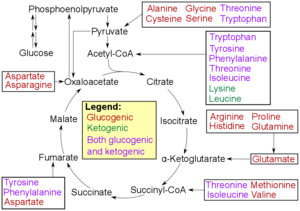 Phosphoenolpyruvate
Alanine Glycine Threonine
Cysteine Serine Tryptophan
Pyruvate
Acetyl-CoA
Glucose
Tryptophan
Tyrosine
Phenylalanine
Threonine
Isoleucine
Lysine
Leucine
Aspartate
Asparagine
Oxaloacetate
Citrate
Legend:
Glucogenic
Ketogenic
Both glucogenic
and ketogenic
Malate
Isocitrate
Arginine Proline
Histidine Glutamine
Fumarate
α-Ketoglutarate
Glutamate
Tyrosine
Phenylalanine
Aspartate
Succinate
Succinyl-CoA
Threonine Methionine
Isoleucine Valine